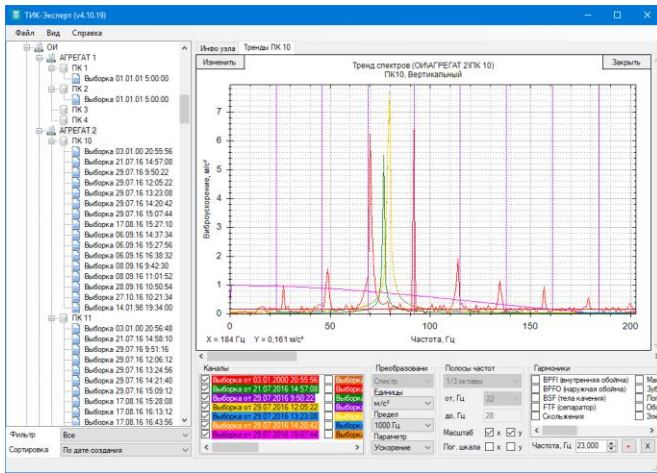 ТИК-Эксперт (v4.10.19)
Файл Вид Справка
ОИ
АГРЕГАТ 1
ПК 1
Выборка 01.01.01 5:00:00
ПК 2
Выборка 01.01.01 5:00:00
ПК 3
ПК 4
АГРЕГАТ 2
ПК 10
Выборка 03.01.00 20:55:56
Выборка 21.07.16 14:57:08
Выборка 29.07.16 9:50:22
Выборка 29.07.16 12:05:22
Выборка 29.07.16 13:23:08
Выборка 29.07.16 14:20:42
Выборка 29.07.16 15:07:44
Выборка 17.08.16 15:27:10
Выборка 06.09.16 14:37:34
Выборка 06.09.16 15:27:56
Выборка 06.09.16 16:38:32
Выборка 08.09.16 9:42:30
Выборка 08.09.16 11:01:52
Выборка 28.09.16 10:50:54
Выборка 27.10.16 10:21:34
Выборка 14.01.98 19:34:00
ПК 11
Выборка 03.01.00 20:56:48
Выборка 21.07.16 14:58:10
Выборка 29.07.16 9:51:16
Выборка 29.07.16 12:06:12
Выборка 29.07.16 13:24:56
Выборка 29.07.16 14:21:40
Выборка 29.07.16 15:09:12
Выборка 17.08.16 15:28:08
Выборка 17.08.16 16:13:12
Выборка 17.08.16 16:43:56
Фильтр Все
Сортировка По дате создания
Инфо узла Тренды ПК 10
Изменить
Тренд спектров (ОИ\АГРЕГАТ 2\ПК 10)
ПК10, Вертикальный
Закрыть
Виброускорение, м/с²
7
6
5
4
3
2
1
0
0 50 100 150 200
X = 184 Гц Y = 0,161 м/с² Частота, Гц
Каналы
Выборка от 03.01.2000 20:55:56
Выборка от 21.07.2016 14:57:08
Выборка от 29.07.2016 9:50:22
Выборка от 29.07.2016 12:05:22
Выборка от 29.07.2016 13:23:08
Выборка от 29.07.2016 14:20:42
Выборка от 29.07.2016 15:07:44
Преобразовани
Спектр
Единицы
м/с²
Предел
1000 Гц
Параметр
Ускорение
Полосы частот
1/3 октавы
от, Гц 22
до, Гц 28
Масштаб x y
Лог. шкала x y
Гармоники
BPFI (внутренняя обойма)
BPFO (наружная обойма)
BSF (тела качения)
FTF (сепаратор)
Скольжения
Частота, Гц 23,000 + X